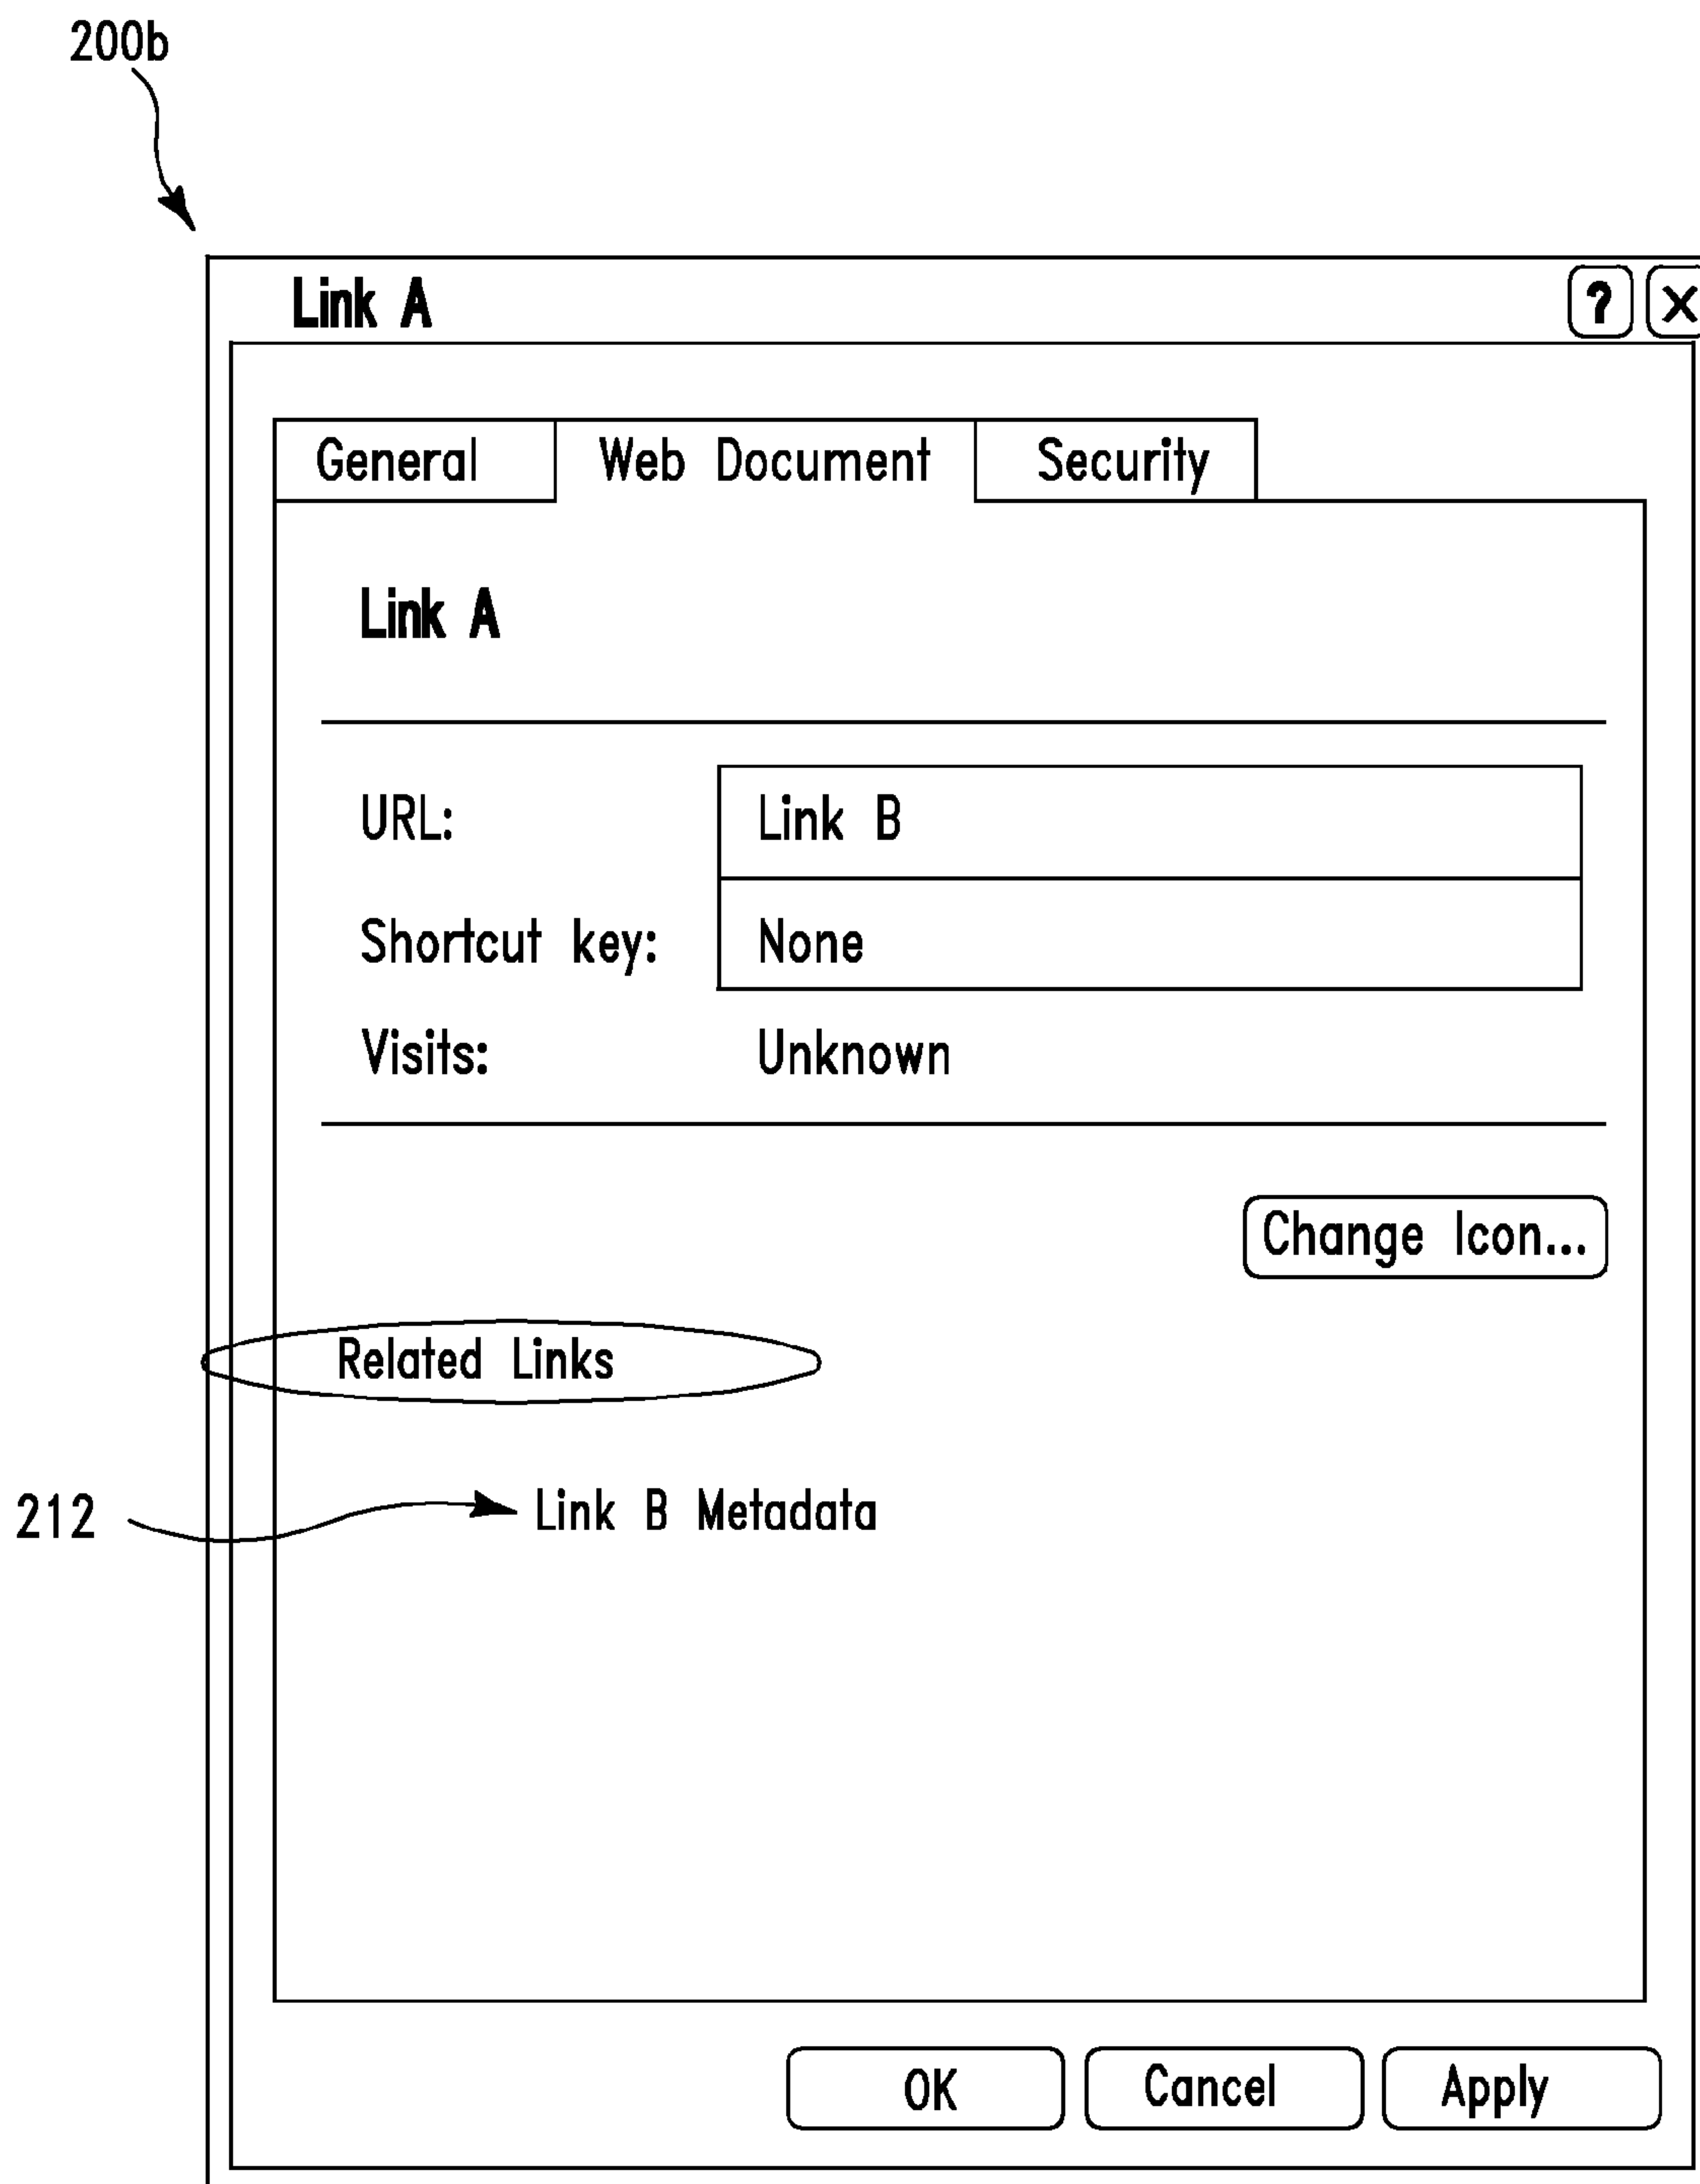 200b
Link A ? X
General Web Document Security
Link A
URL: Link B
Shortcut key: None
Visits: Unknown
Change Icon...
Related Links
212 Link B Metadata
OK Cancel Apply